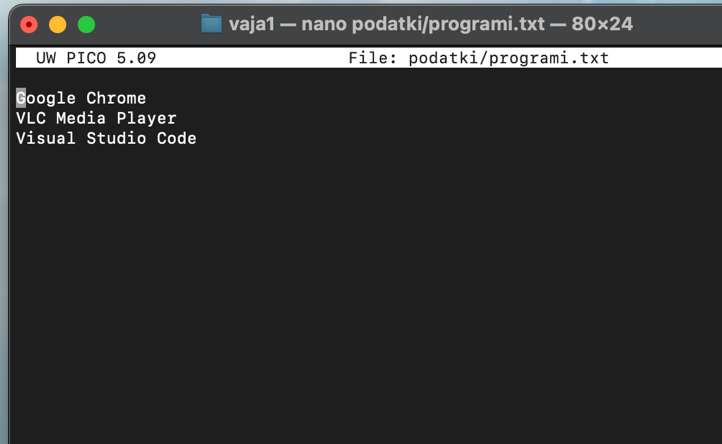 vaja1 — nano podatki/programi.txt — 80×24
UW PICO 5.09 File: podatki/programi.txt
Google Chrome
VLC Media Player
Visual Studio Code